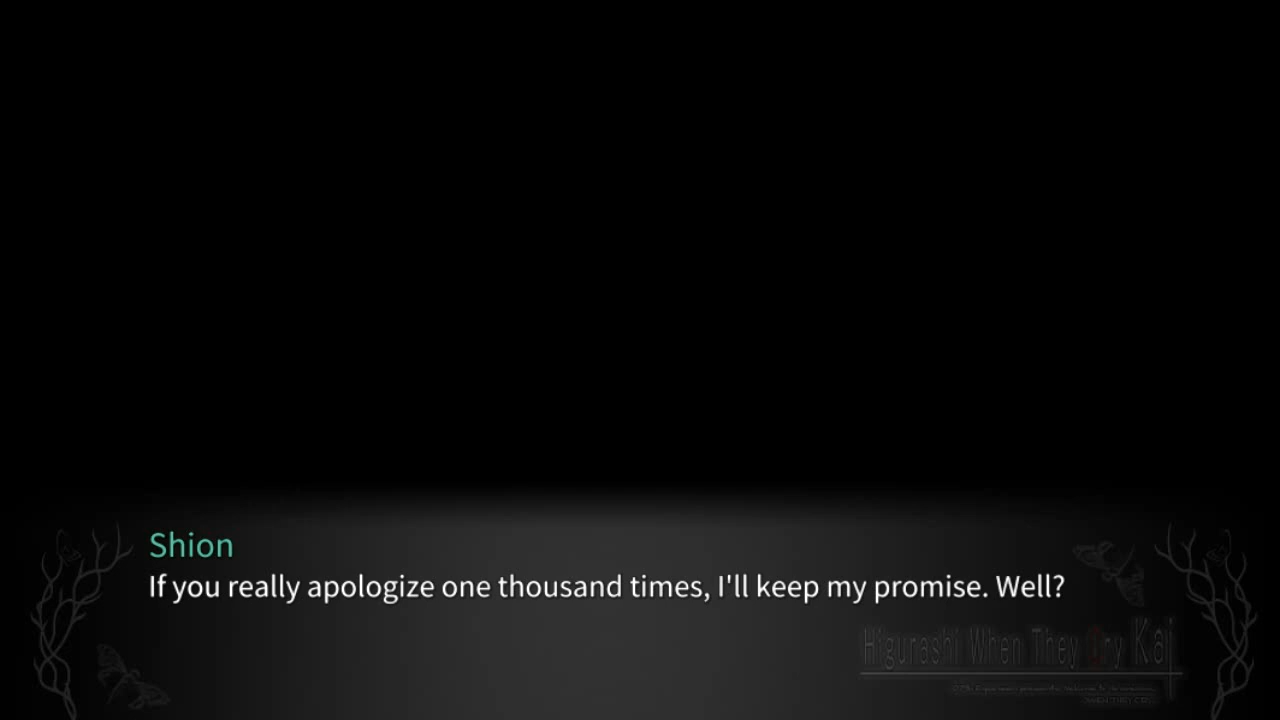 Shion
If you really apologize one thousand times, I'll keep my promise. Well?
Higurashi When They Cry Kai